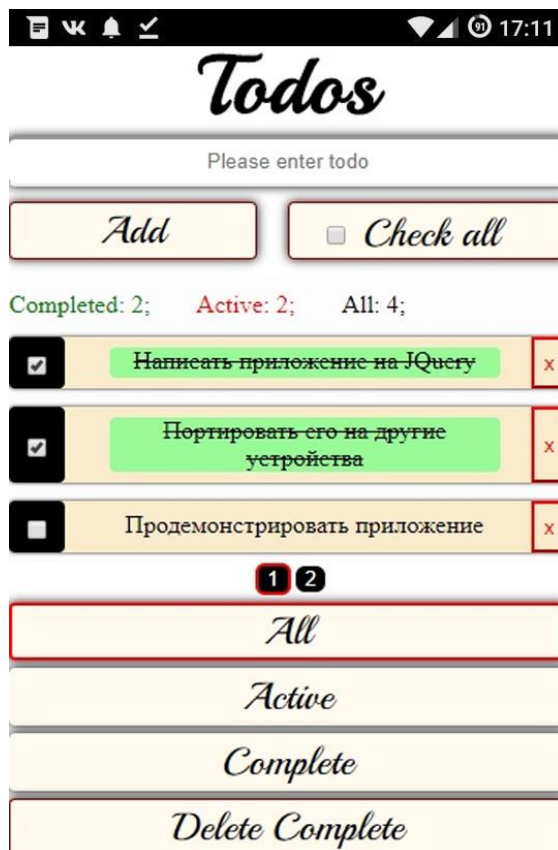 91 17:11
Todos
Please enter todo
Add
Check all
Completed: 2; Active: 2; All: 4;
Написать приложение на JQuery x
Портировать его на другие
устройства x
Продемонстрировать приложение x
1 2
All
Active
Complete
Delete Complete